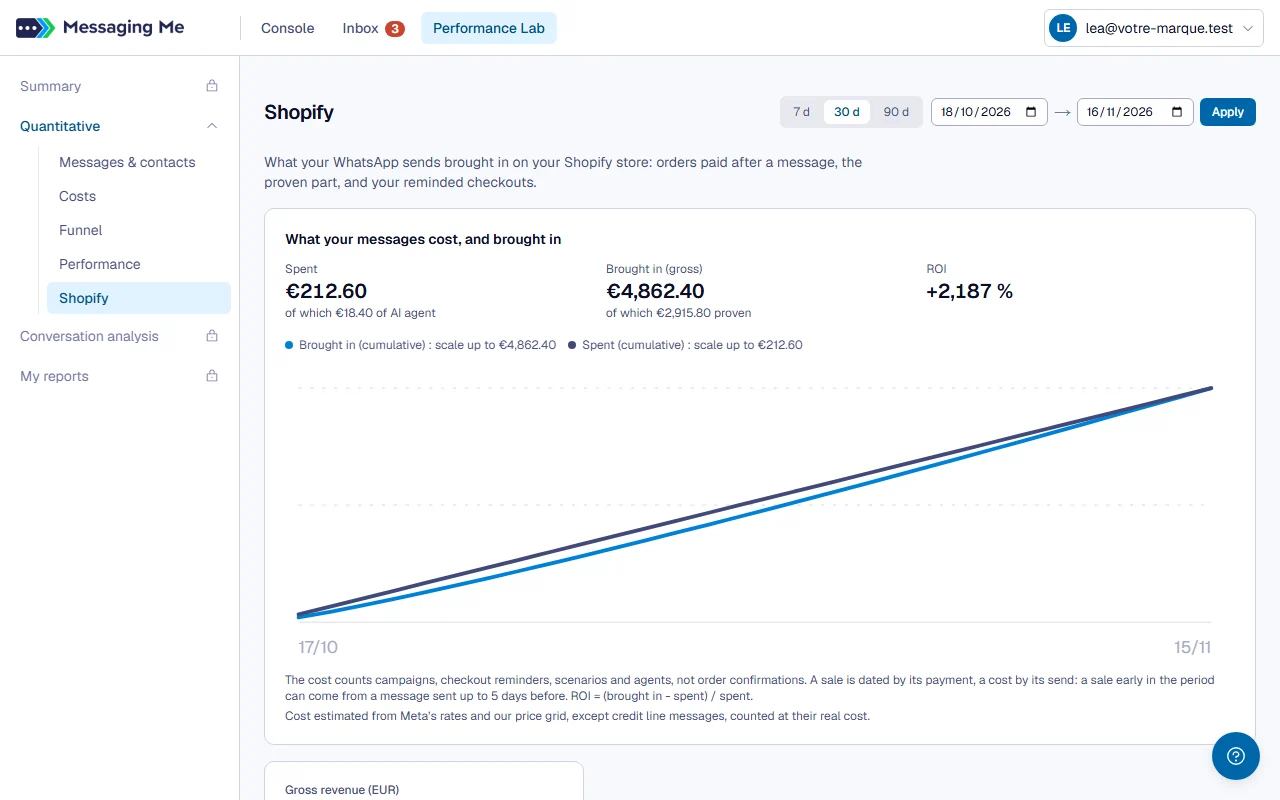 Messaging Me
Console
Inbox 3
Performance Lab
LE lea@votre-marque.test
Summary
Quantitative
Messages & contacts
Costs
Funnel
Performance
Shopify
Conversation analysis
My reports
Shopify
7 d 30 d 90 d 18/10/2026 → 16/11/2026 Apply
What your WhatsApp sends brought in on your Shopify store: orders paid after a message, the
proven part, and your reminded checkouts.
What your messages cost, and brought in
Spent
€212.60
of which €18.40 of AI agent
Brought in (gross)
€4,862.40
of which €2,915.80 proven
ROI
+2,187 %
Brought in (cumulative) : scale up to €4,862.40 Spent (cumulative) : scale up to €212.60
17/10 15/11
The cost counts campaigns, checkout reminders, scenarios and agents, not order confirmations. A sale is dated by its payment, a cost by its send: a sale early in the period
can come from a message sent up to 5 days before. ROI = (brought in - spent) / spent.
Cost estimated from Meta's rates and our price grid, except credit line messages, counted at their real cost.
Gross revenue (EUR)